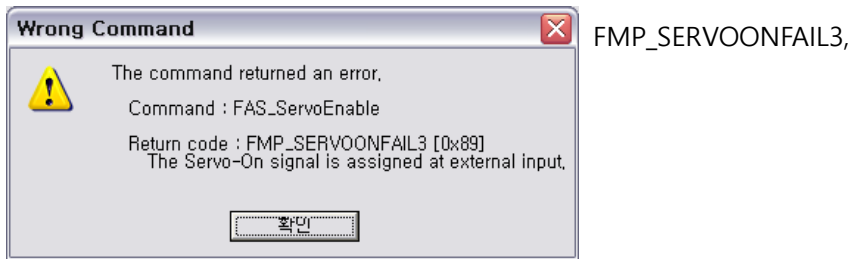 Wrong Command
FMP_SERVOONFAIL3,
The command returned an error,
Command : FAS_ServoEnable
Return code : FMP_SERVOONFAIL3 [0x89]
The Servo-On signal is assigned at external input,
확인